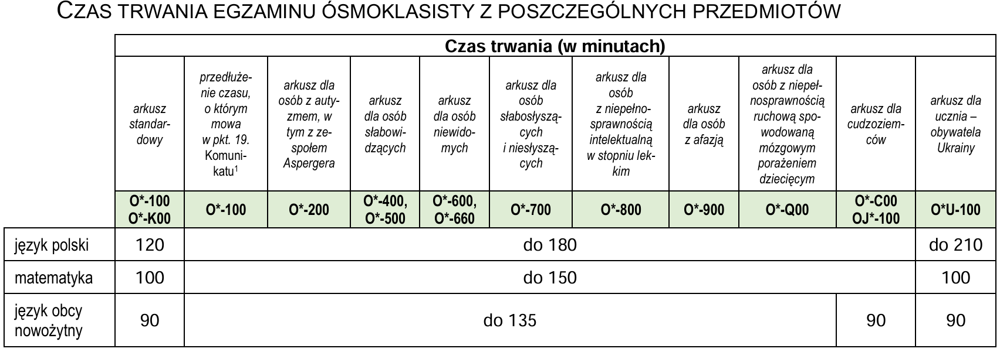 CZAS TRWANIA EGZAMINU ÓSMOKLASISTY Z POSZCZEGÓLNYCH PRZEDMIOTÓW
Czas trwania (w minutach)
arkusz
standar-
dowy
przedłuże-
nie czasu,
o którym
mowa
w pkt. 19.
Komuni-
katu¹
arkusz dla
osób z auty-
zmem, w
tym z ze-
społem
Aspergera
arkusz
dla osób
słabowi-
dzących
arkusz
dla osób
niewido-
mych
arkusz dla
osób
słabosłyszą-
cych
i niesłyszą-
cych
arkusz dla
osób
z niepełno-
sprawnością
intelektualną
w stopniu lek-
kim
arkusz
dla osób
z afazją
arkusz dla
osób z niepeł-
nosprawnością
ruchową spo-
wodowaną
mózgowym
porażeniem
dziecięcym
arkusz dla
cudzoziem-
ców
arkusz dla
ucznia –
obywatela
Ukrainy
O*-100
O*-K00
O*-100
O*-200
O*-400,
O*-500
O*-600,
O*-660
O*-700
O*-800
O*-900
O*-Q00
O*-C00
OJ*-100
O*U-100
język polski
120
do 180
do 210
matematyka
100
do 150
100
język obcy
nowożytny
90
do 135
90
90